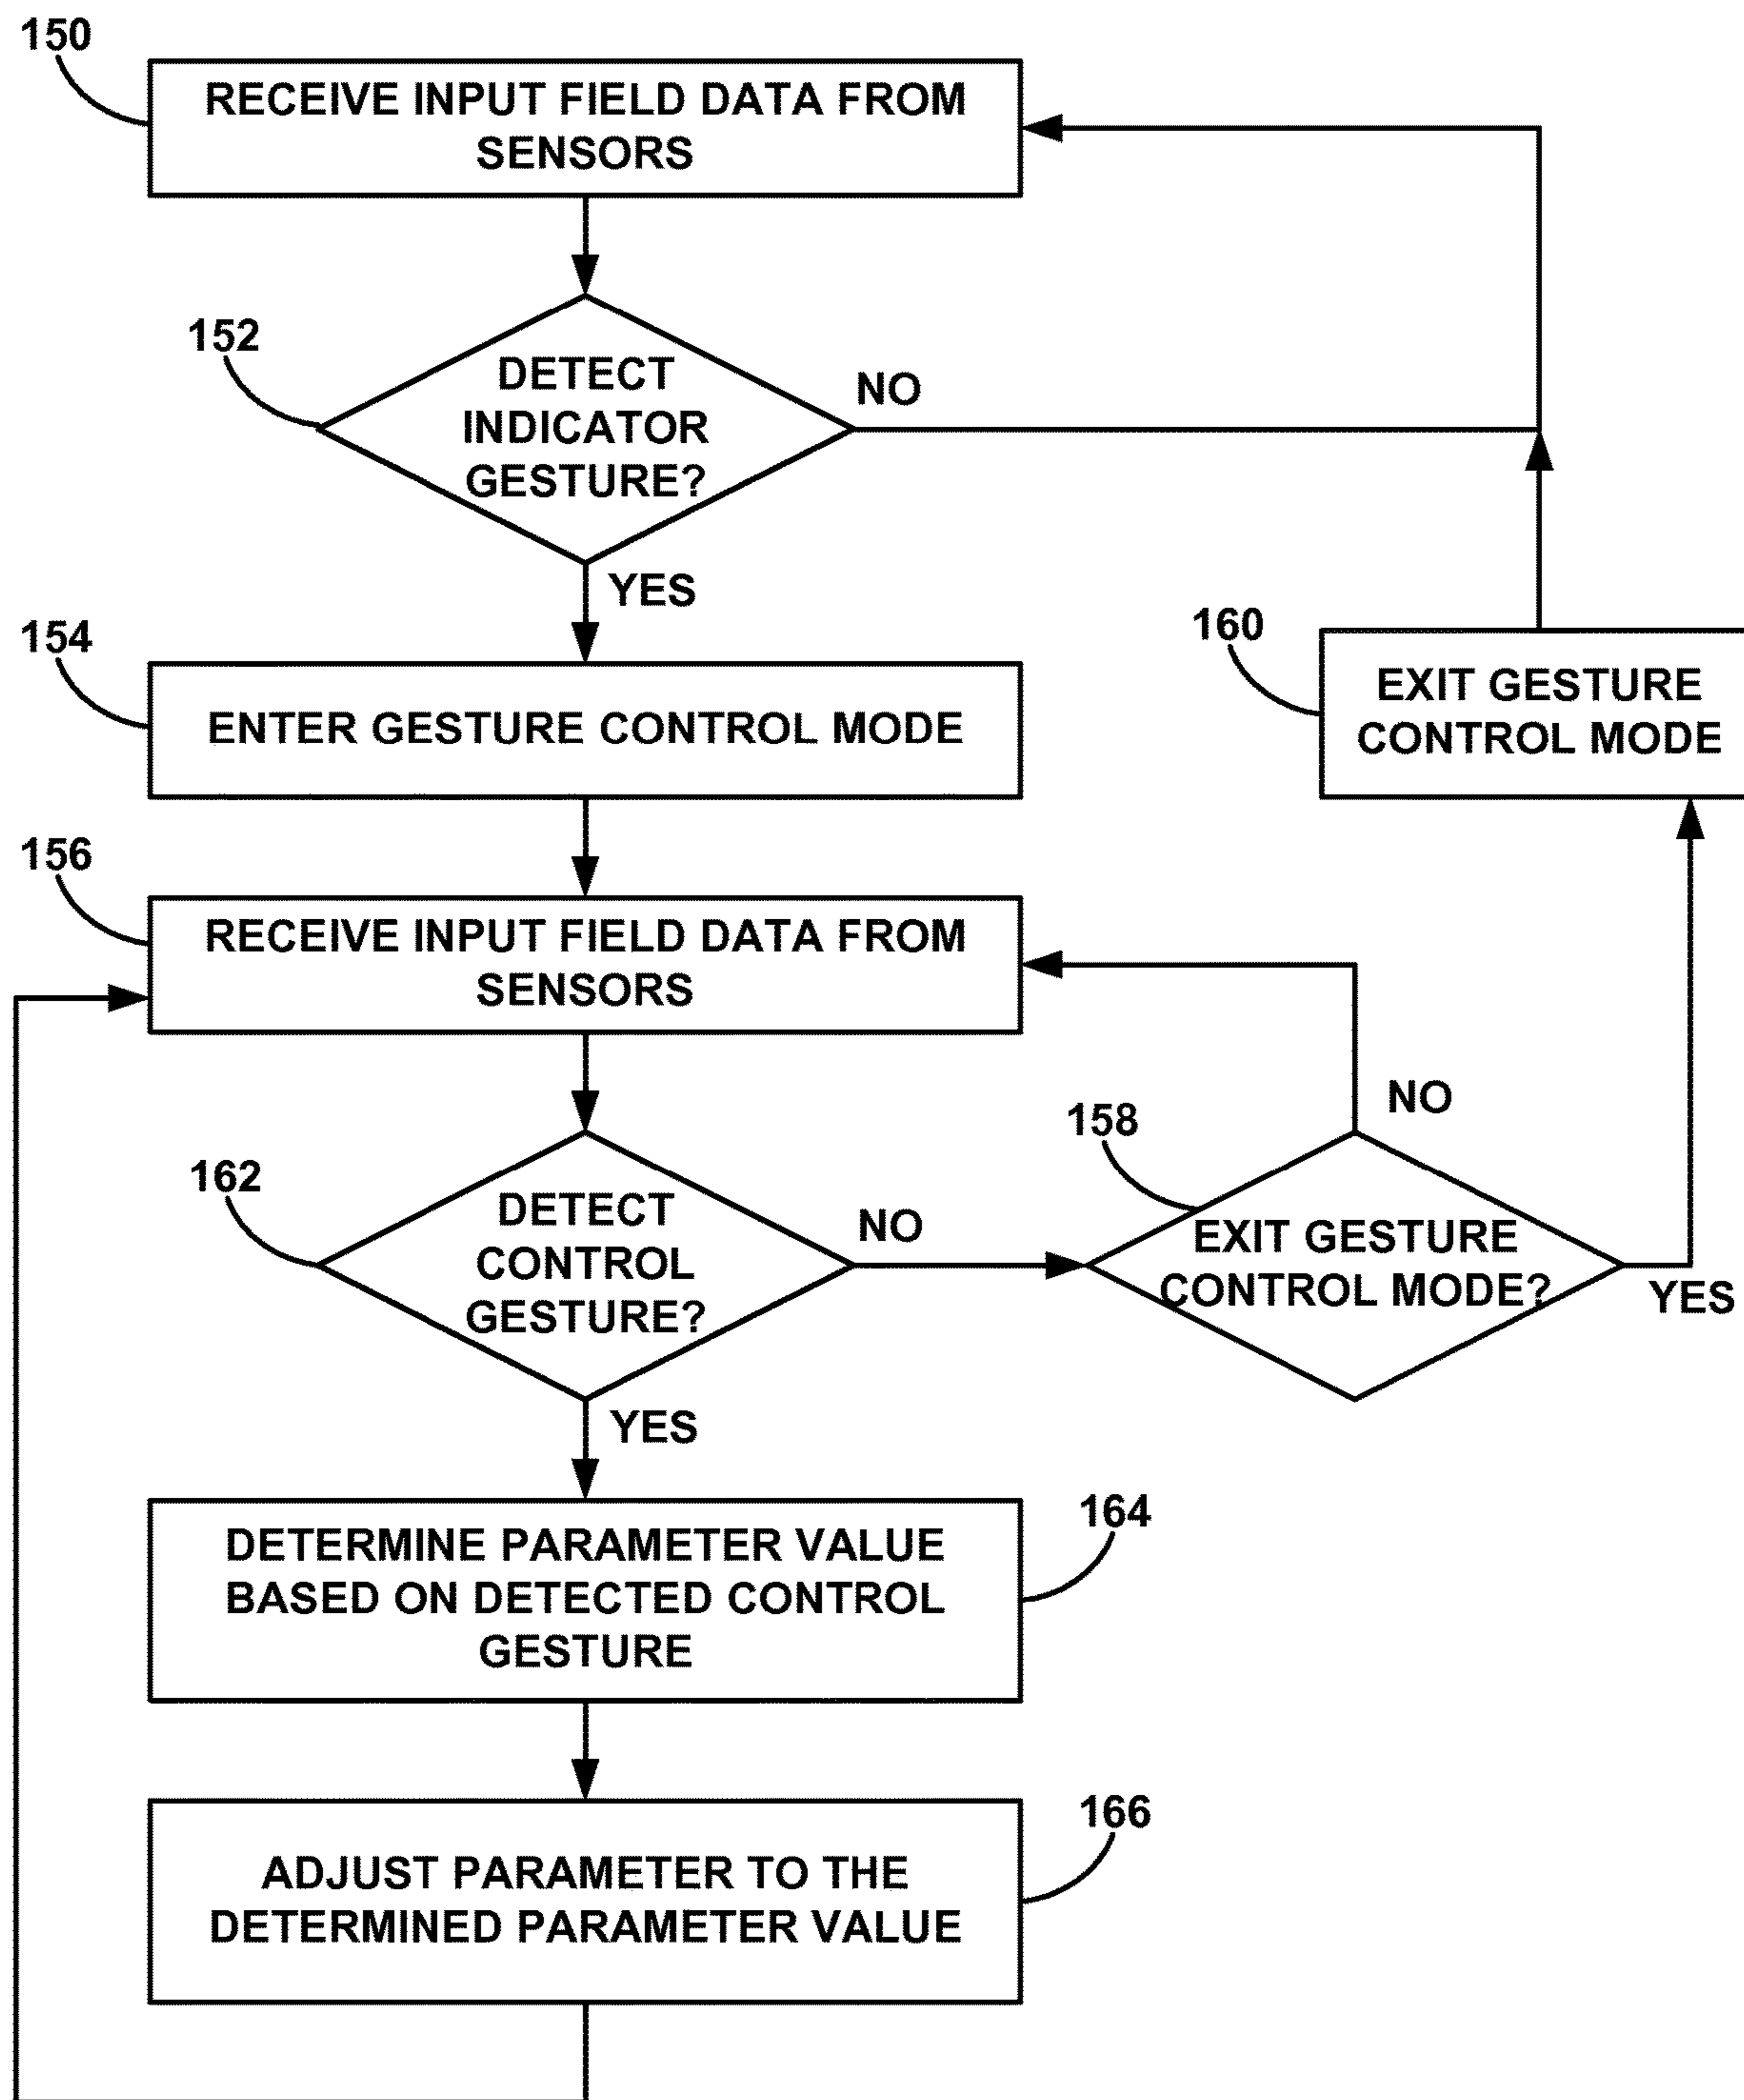 150
RECEIVE INPUT FIELD DATA FROM
SENSORS
152
DETECT
INDICATOR
GESTURE?
NO
YES
154
ENTER GESTURE CONTROL MODE
160
EXIT GESTURE
CONTROL MODE
156
RECEIVE INPUT FIELD DATA FROM
SENSORS
162
DETECT
CONTROL
GESTURE?
NO
158
EXIT GESTURE
CONTROL MODE?
NO
YES
YES
164
DETERMINE PARAMETER VALUE
BASED ON DETECTED CONTROL
GESTURE
166
ADJUST PARAMETER TO THE
DETERMINED PARAMETER VALUE